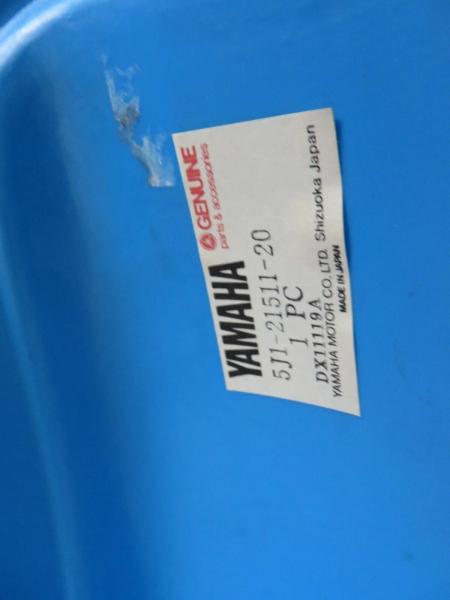 GENUINE
parts & accessories
YAMAHA
5J1-21511-20
1 PC
DX11119A
YAMAHA MOTOR CO., LTD. Shizuoka Japan
MADE IN JAPAN